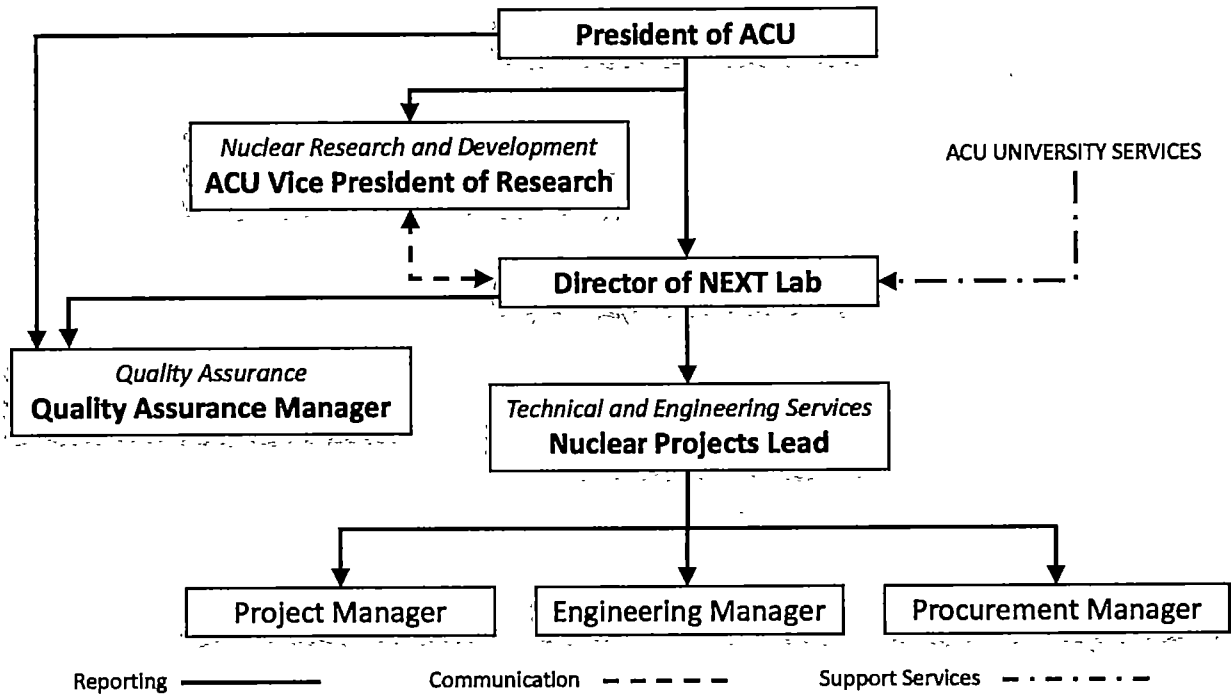 President of ACU
Nuclear Research and Development
ACU Vice President of Research
ACU UNIVERSITY SERVICES
Director of NEXT Lab
Quality Assurance
Quality Assurance Manager
Technical and Engineering Services
Nuclear Projects Lead
Project Manager
Engineering Manager
Procurement Manager
Reporting
Communication
Support Services